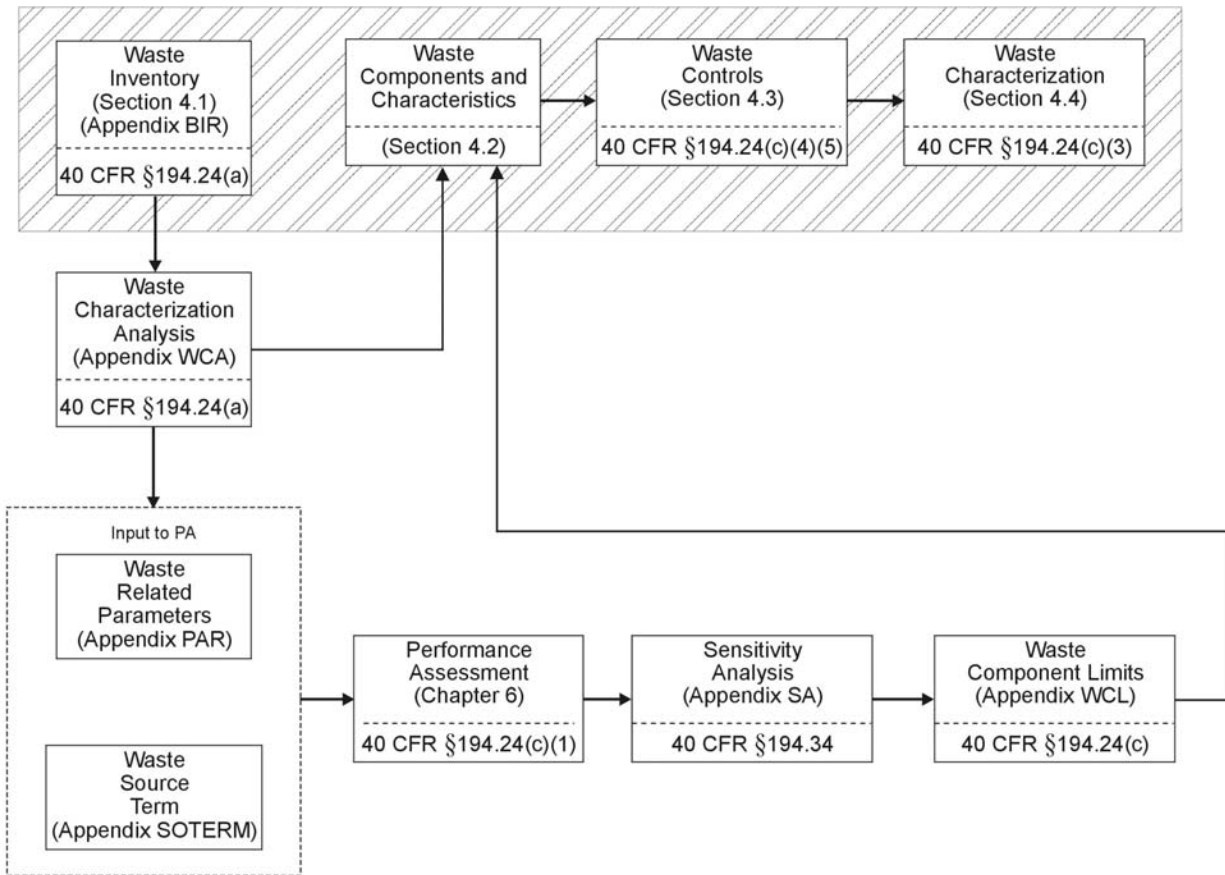 Waste
Inventory
(Section 4.1)
(Appendix BIR)
40 CFR §194.24(a)
Waste
Components and
Characteristics
(Section 4.2)
Waste
Controls
(Section 4.3)
40 CFR §194.24(c)(4)(5)
Waste
Characterization
(Section 4.4)
40 CFR §194.24(c)(3)
Waste
Characterization
Analysis
(Appendix WCA)
40 CFR §194.24(a)
Input to PA
Waste
Related
Parameters
(Appendix PAR)
Waste
Source
Term
(Appendix SOTERM)
Performance
Assessment
(Chapter 6)
40 CFR §194.24(c)(1)
Sensitivity
Analysis
(Appendix SA)
40 CFR §194.34
Waste
Component Limits
(Appendix WCL)
40 CFR §194.24(c)